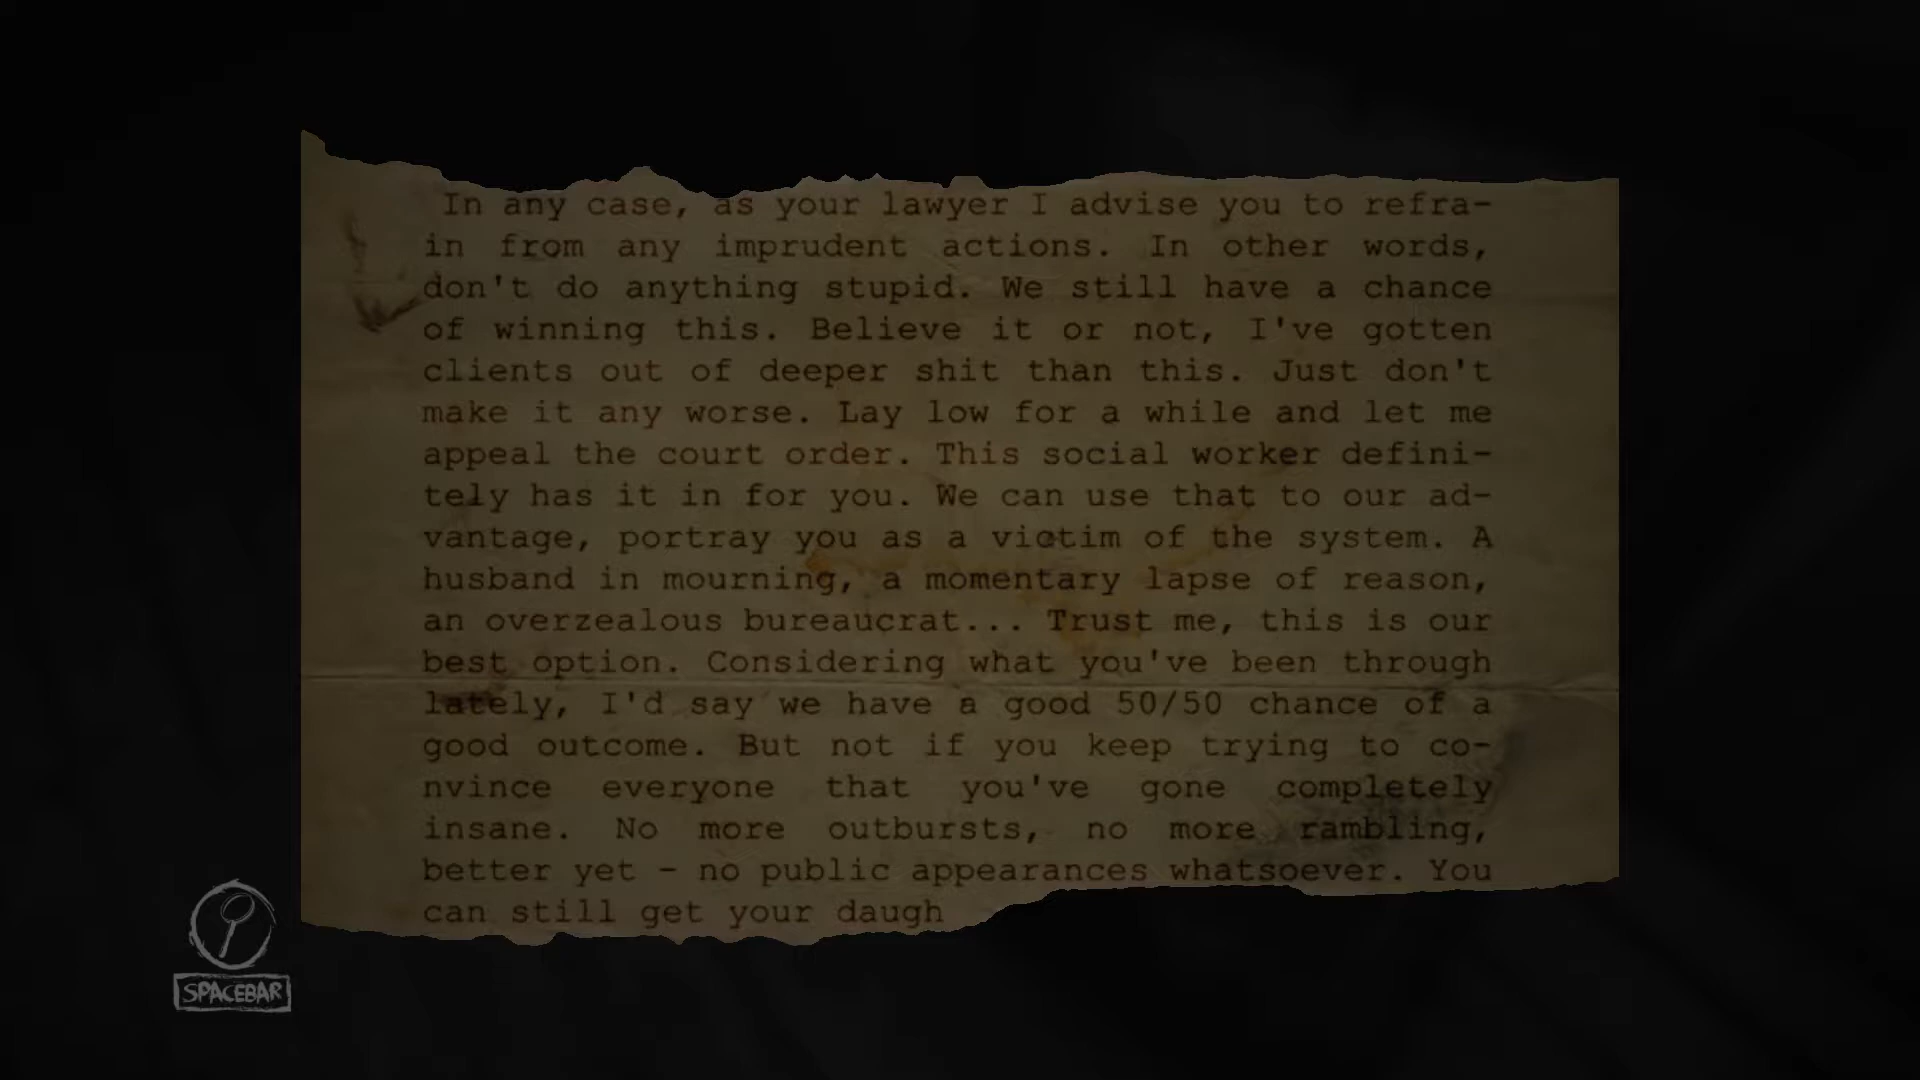 In any case, as your lawyer I advise you to refra-
in from any imprudent actions. In other words,
don't do anything stupid. We still have a chance
of winning this. Believe it or not, I've gotten
clients out of deeper shit than this. Just don't
make it any worse. Lay low for a while and let me
appeal the court order. This social worker defini-
tely has it in for you. We can use that to our ad-
vantage, portray you as a victim of the system. A
husband in mourning, a momentary lapse of reason,
an overzealous bureaucrat... Trust me, this is our
best option. Considering what you've been through
lately, I'd say we have a good 50/50 chance of a
good outcome. But not if you keep trying to co-
nvince everyone that you've gone completely
insane. No more outbursts, no more rambling,
better yet - no public appearances whatsoever. You
can still get your daugh
SPACEBAR